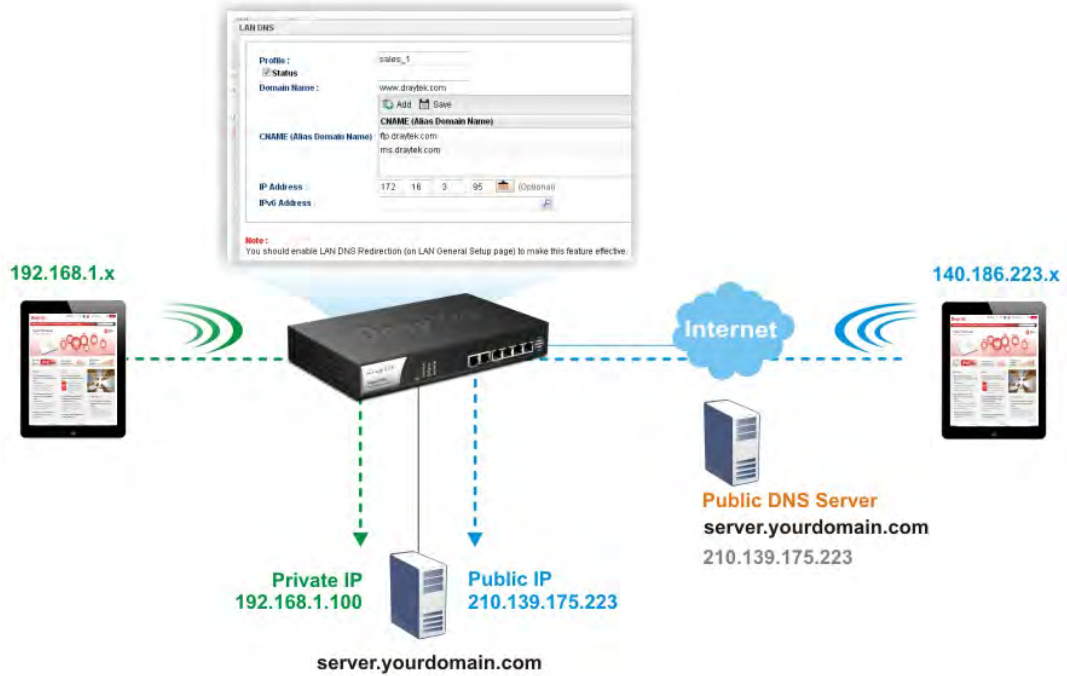 LAN DNS
Profile : sales_1
Status
Domain Name : www.draytek.com
Add Save
CNAME (Alias Domain Name)
CNAME (Alias Domain Name) ftp.draytek.com
ms.draytek.com
IP Address : 172 16 3 95 (Optional)
IPv6 Address :
Note :
You should enable LAN DNS Redirection (on LAN General Setup page) to make this feature effective.
192.168.1.x
140.186.223.x
Internet
Public DNS Server
server.yourdomain.com
210.139.175.223
Private IP
192.168.1.100
Public IP
210.139.175.223
server.yourdomain.com